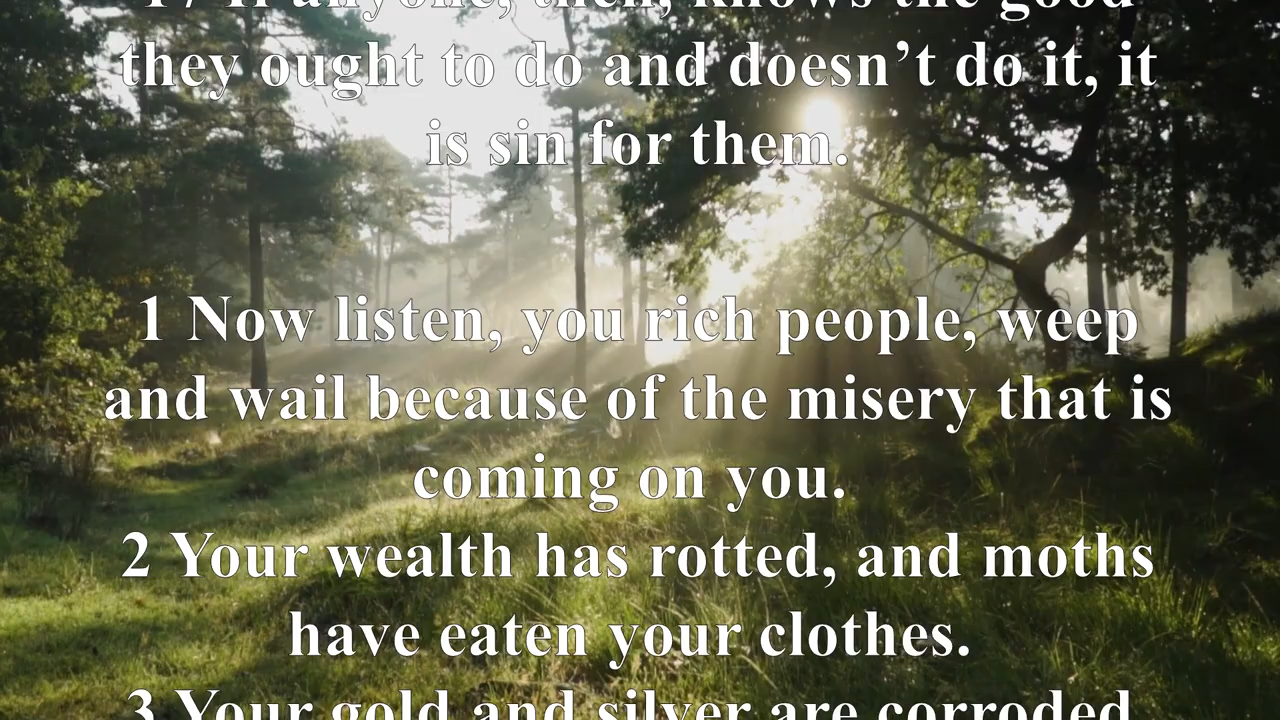 17 If anyone, then, knows the good
they ought to do and doesn’t do it, it
is sin for them.
1 Now listen, you rich people, weep
and wail because of the misery that is
coming on you.
2 Your wealth has rotted, and moths
have eaten your clothes.
3 Your gold and silver are corroded.